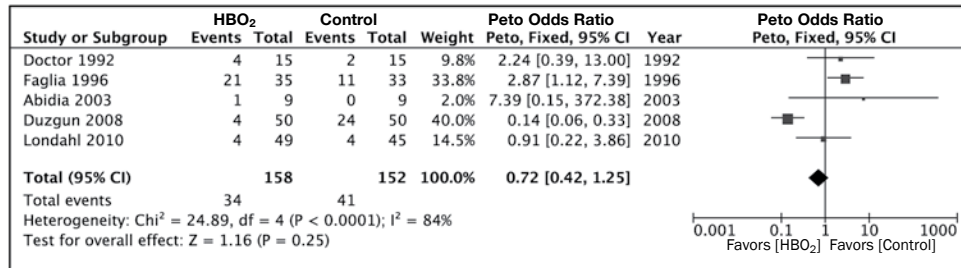 HBO₂ Control Peto Odds Ratio Peto Odds Ratio
Study or Subgroup Events Total Events Total Weight Peto, Fixed, 95% CI Year Peto, Fixed, 95% CI
Doctor 1992 4 15 2 15 9.8% 2.24 [0.39, 13.00] 1992
Faglia 1996 21 35 11 33 33.8% 2.87 [1.12, 7.39] 1996
Abidia 2003 1 9 0 9 2.0% 7.39 [0.15, 372.38] 2003
Duzgun 2008 4 50 24 50 40.0% 0.14 [0.06, 0.33] 2008
Londahl 2010 4 49 4 45 14.5% 0.91 [0.22, 3.86] 2010
Total (95% CI) 158 152 100.0% 0.72 [0.42, 1.25]
Total events 34 41
Heterogeneity: Chi² = 24.89, df = 4 (P < 0.0001); I² = 84%
Test for overall effect: Z = 1.16 (P = 0.25)
0.001 0.1 1 10 1000
Favors [HBO₂] Favors [Control]